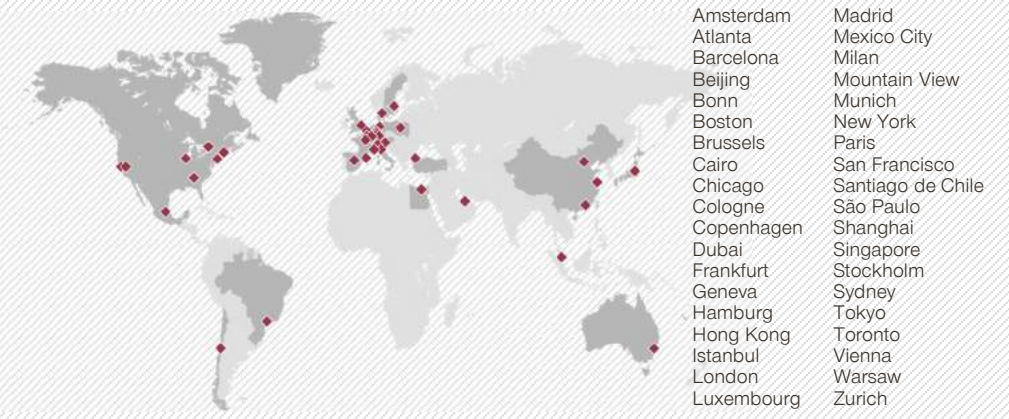 Amsterdam
Atlanta
Barcelona
Beijing
Bonn
Boston
Brussels
Cairo
Chicago
Cologne
Copenhagen
Dubai
Frankfurt
Geneva
Hamburg
Hong Kong
Istanbul
London
Luxembourg
Madrid
Mexico City
Milan
Mountain View
Munich
New York
Paris
San Francisco
Santiago de Chile
São Paulo
Shanghai
Singapore
Stockholm
Sydney
Tokyo
Toronto
Vienna
Warsaw
Zurich